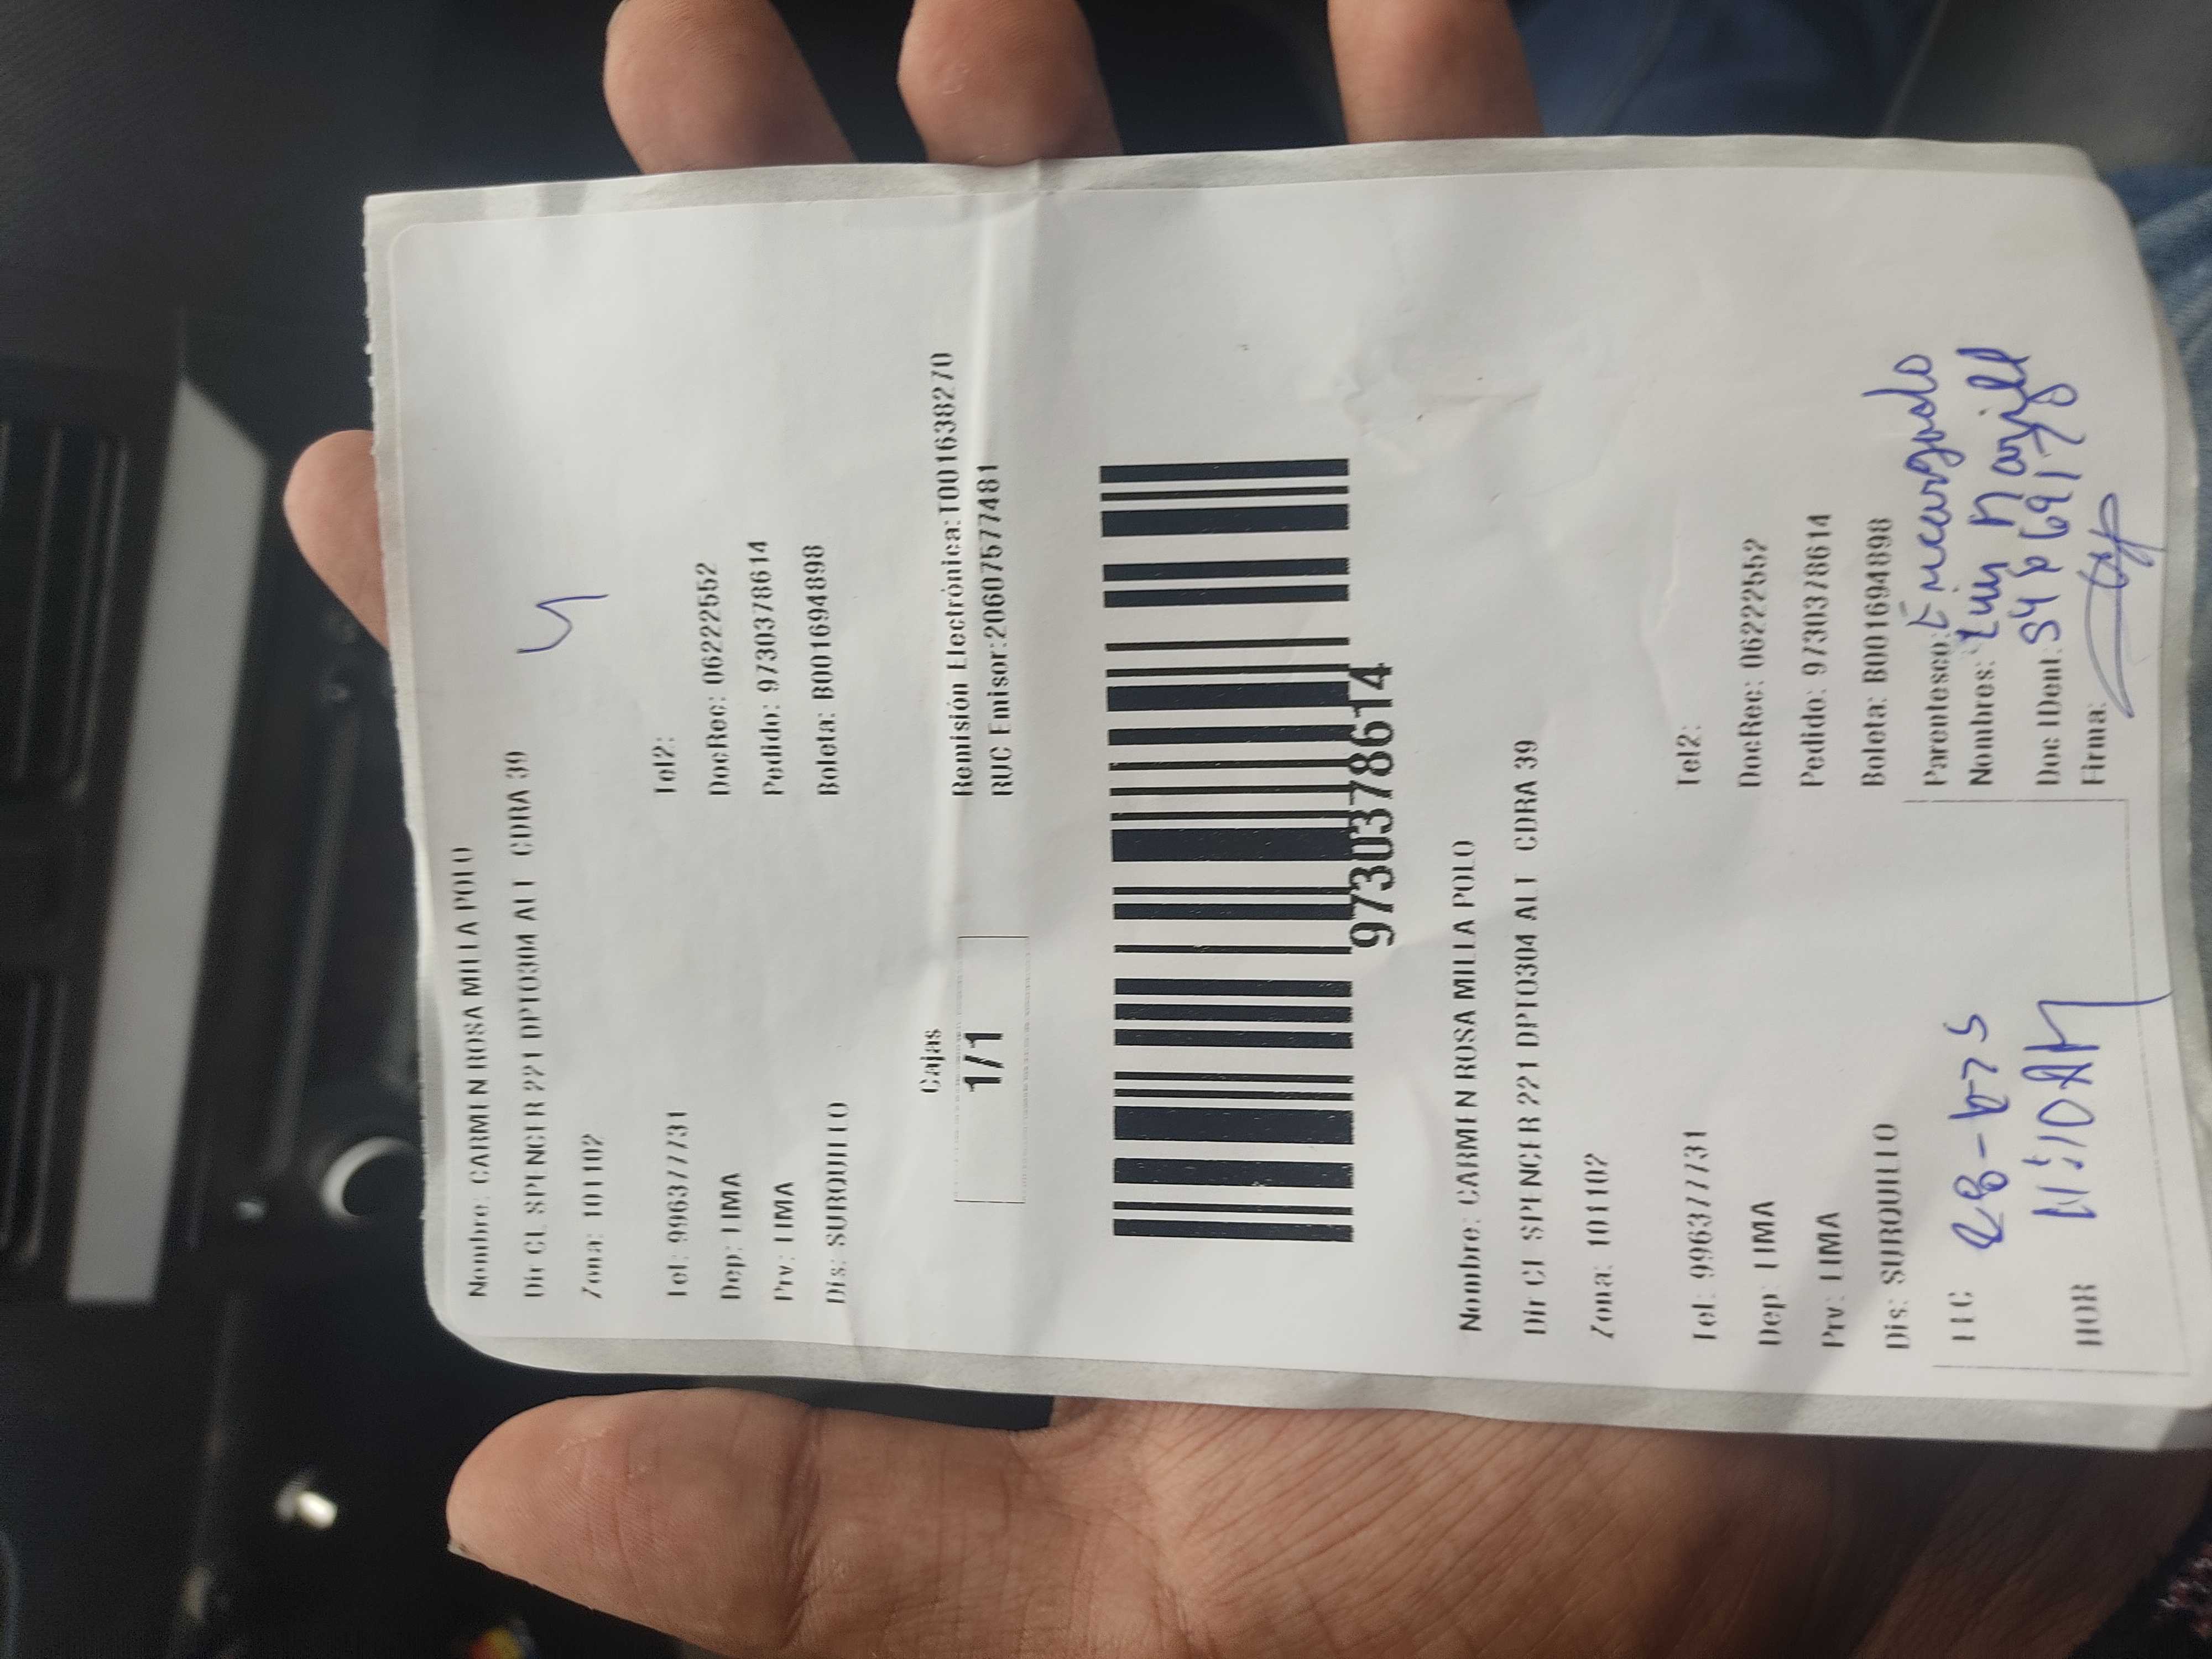 Nombre: CARMEN ROSA MILLA POLO
Dir CL SPENCER 221 DPTO304 ALT CDRA 39
Zona: 101102
Tel: 996377731 Tel2:
Dep: LIMA DocRec: 06222552
Prv: LIMA Pedido: 9730378614
Dis: SURQUILLO Boleta: B001694898
Cajas
1/1
Remisión Electrónica:T001638270
RUC Emisor:20607577481
9730378614
Nombre: CARMEN ROSA MILLA POLO
Dir CL SPENCER 221 DPTO304 ALT CDRA 39
Zona: 101102
Tel: 996377731 Tel2:
Dep: LIMA DocRec: 06222552
Prv: LIMA Pedido: 9730378614
Dis: SURQUILLO Boleta: B001694898
Parentesco: Encargado
Nombres:
Doc IDent:
Firma:
FEC
HOR 11:10AM